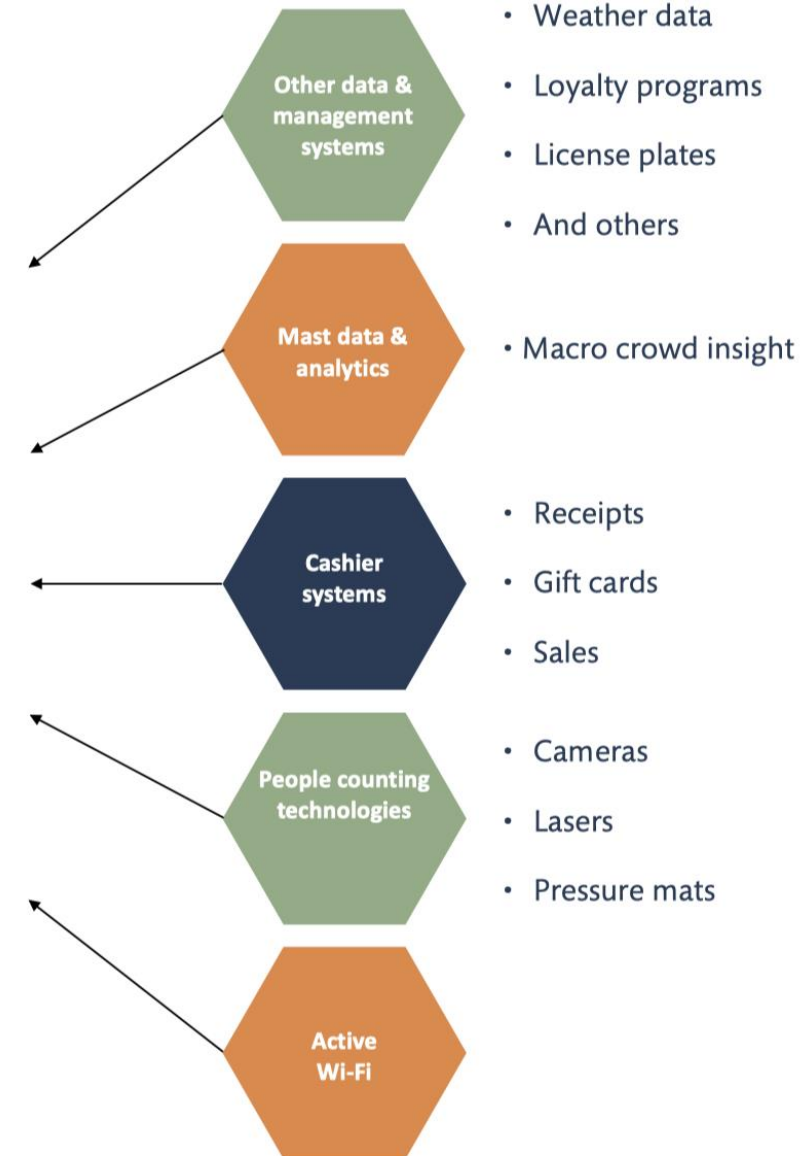 Other data &
management
systems
• Weather data
• Loyalty programs
• License plates
• And others
Mast data &
analytics
• Macro crowd insight
Cashier
systems
• Receipts
• Gift cards
• Sales
People counting
technologies
• Cameras
• Lasers
• Pressure mats
Active
Wi-Fi